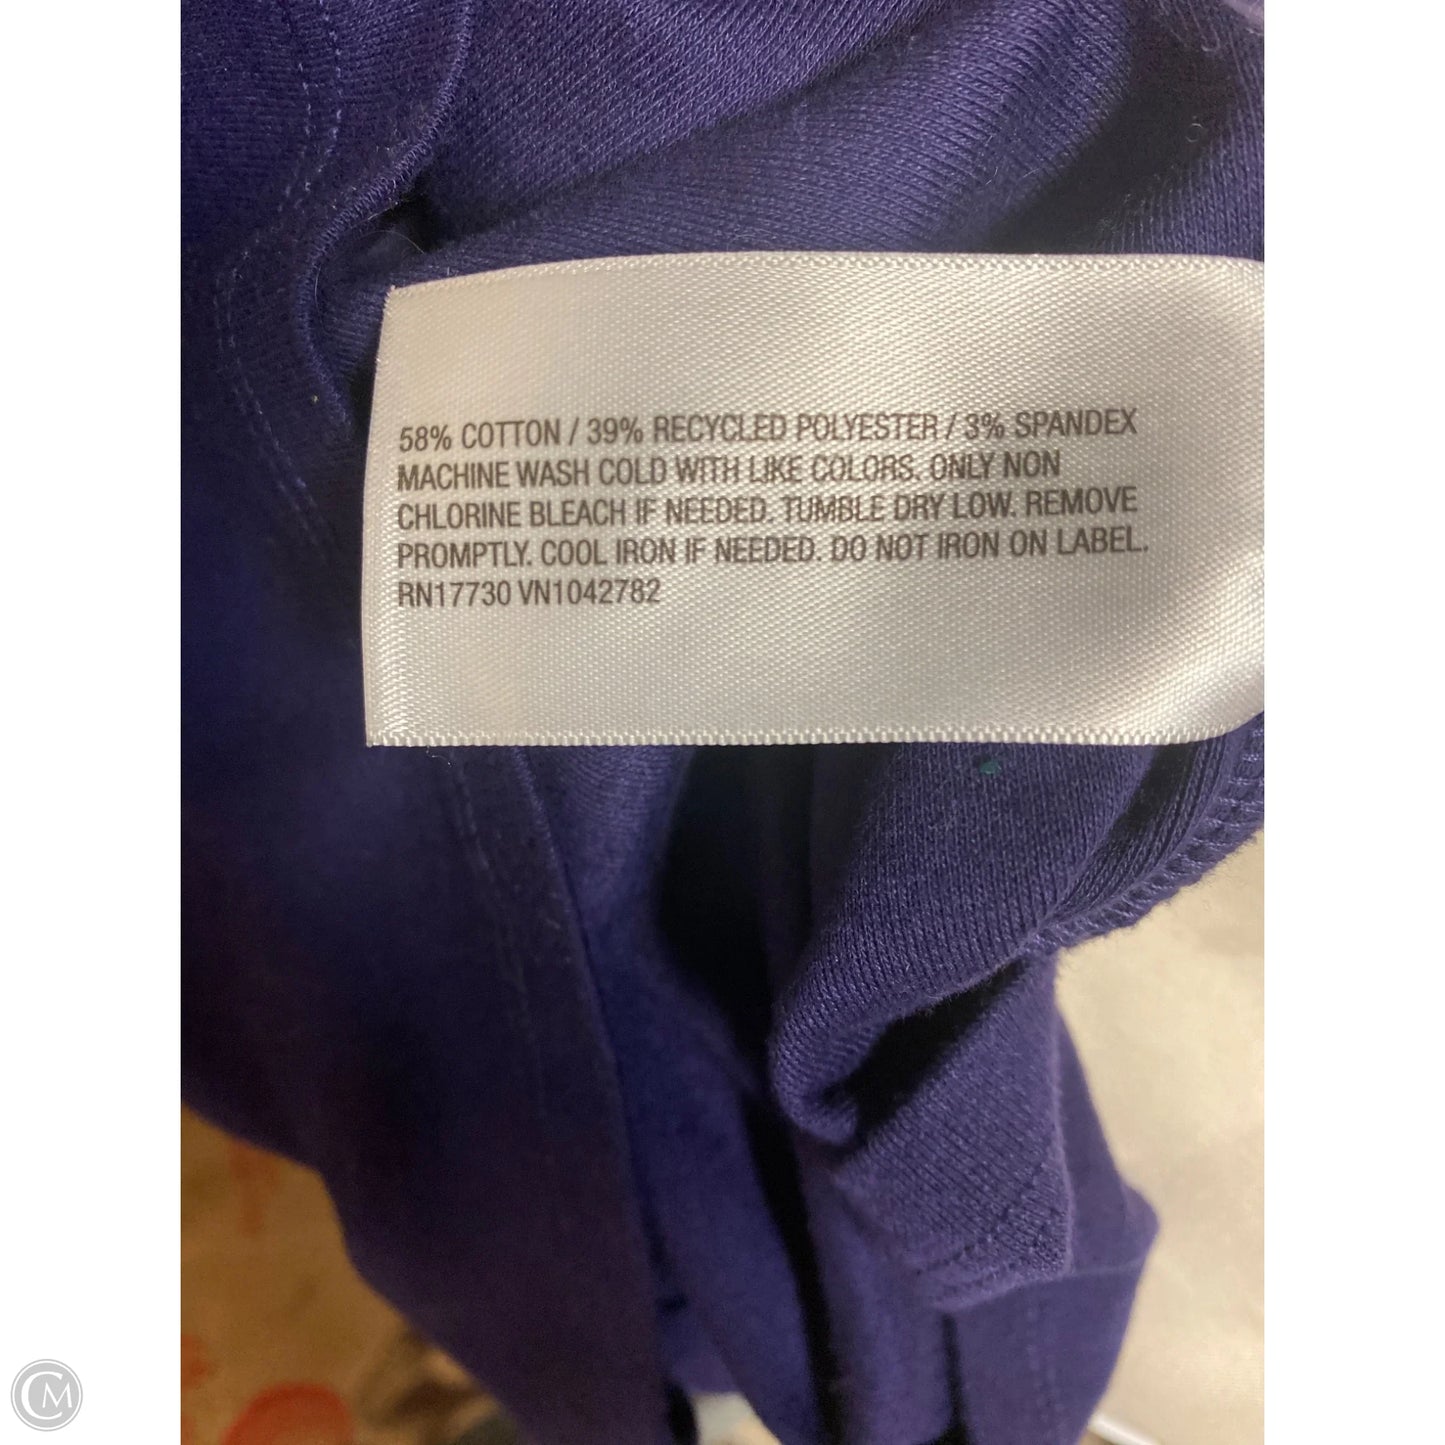 58% COTTON / 39% RECYCLED POLYESTER / 3% SPANDEX
MACHINE WASH COLD WITH LIKE COLORS. ONLY NON
CHLORINE BLEACH IF NEEDED. TUMBLE DRY LOW. REMOVE
PROMPTLY. COOL IRON IF NEEDED. DO NOT IRON ON LABEL.
RN17730 VN1042782
CM